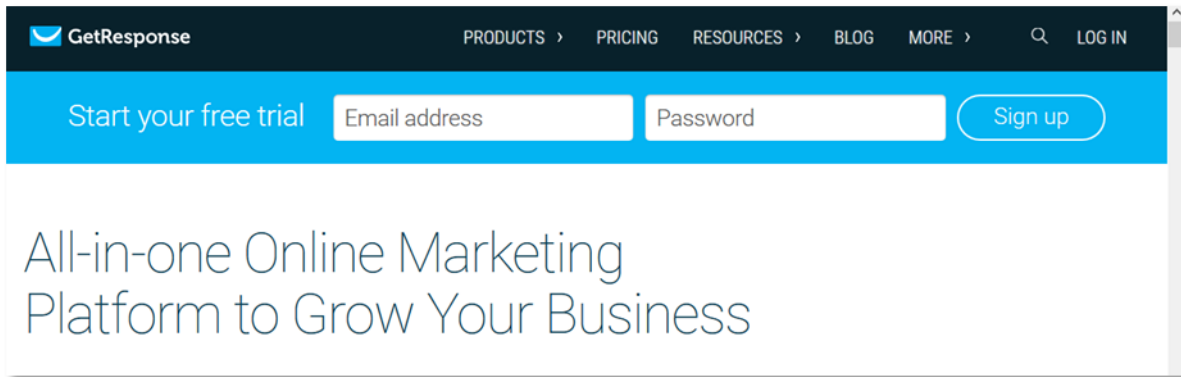 GetResponse PRODUCTS › PRICING RESOURCES › BLOG MORE › LOG IN
Start your free trial Email address Password Sign up
All-in-one Online Marketing
Platform to Grow Your Business